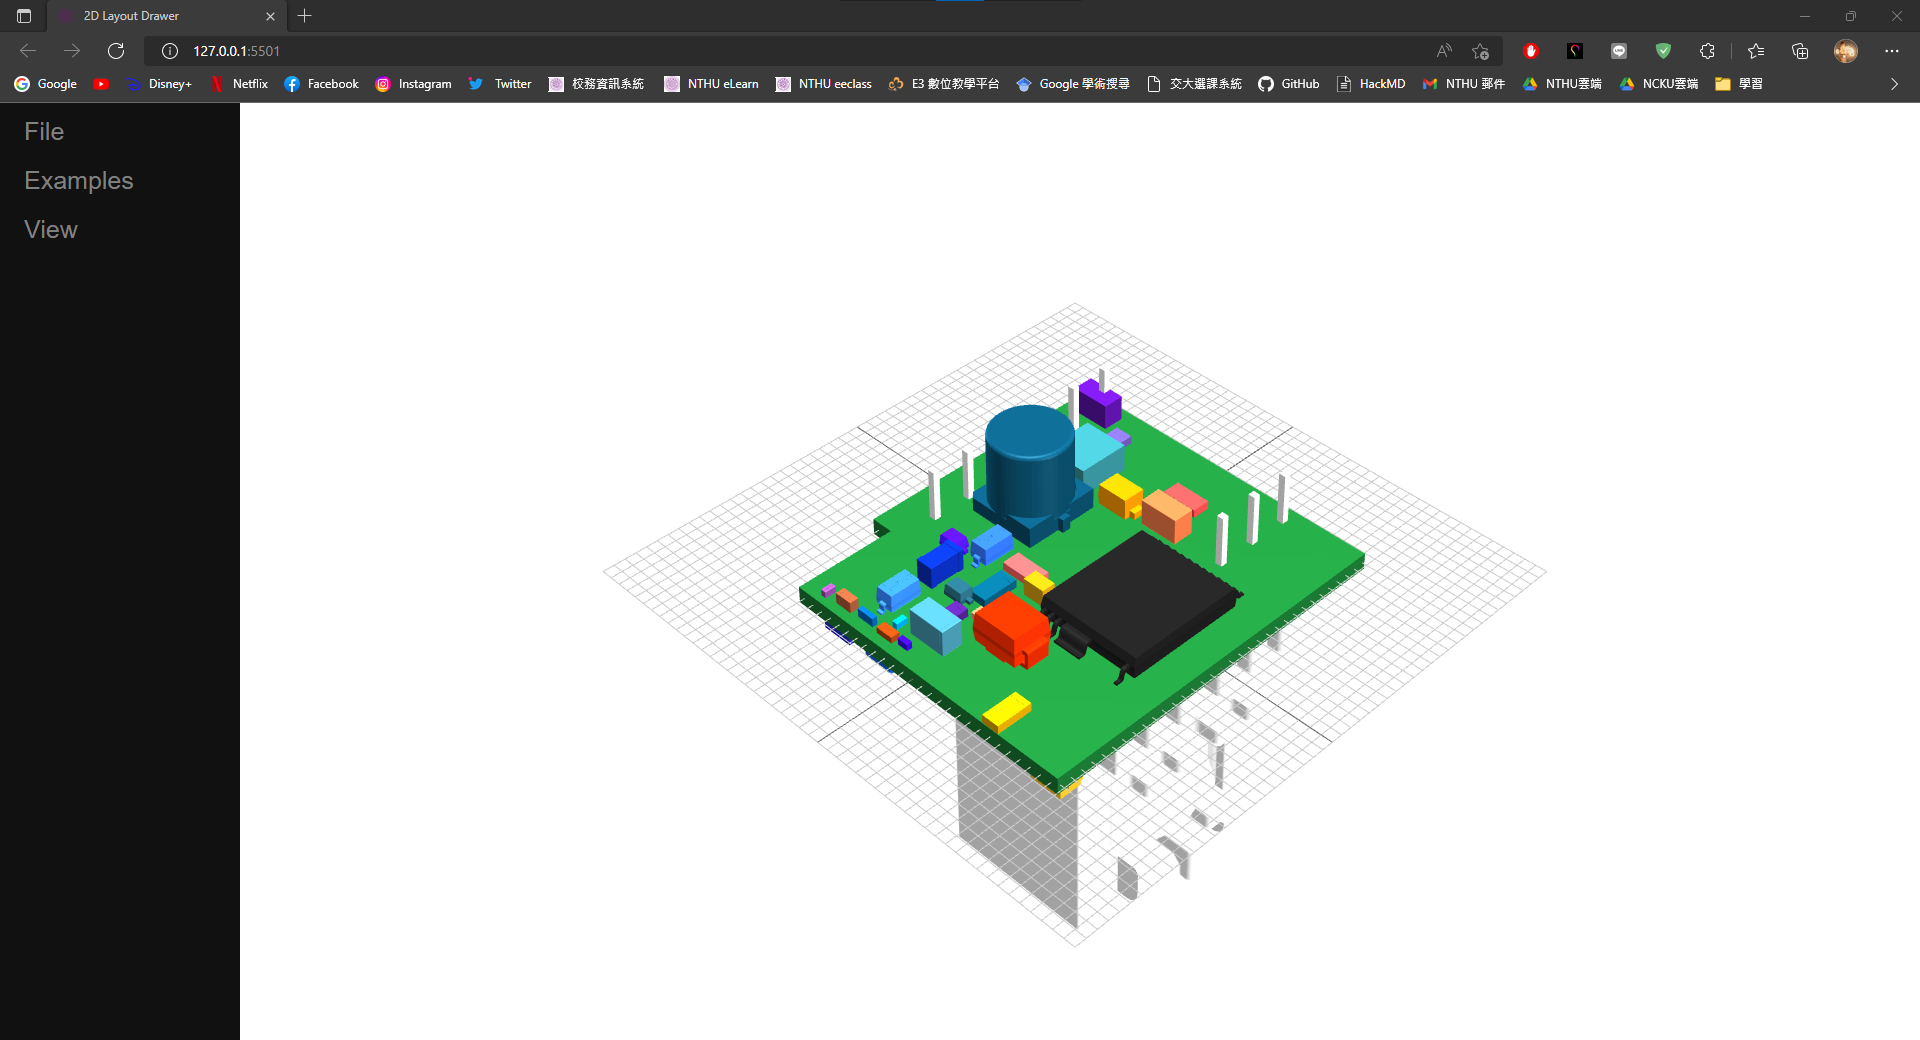 2D Layout Drawer
127.0.0.1:5501
Google Disney+ Netflix Facebook Instagram Twitter 校務資訊系統 NTHU eLearn NTHU eeclass E3 數位教學平台 Google 學術搜尋 交大選課系統 GitHub HackMD NTHU 郵件 NTHU雲端 NCKU雲端 學習
File
Examples
View